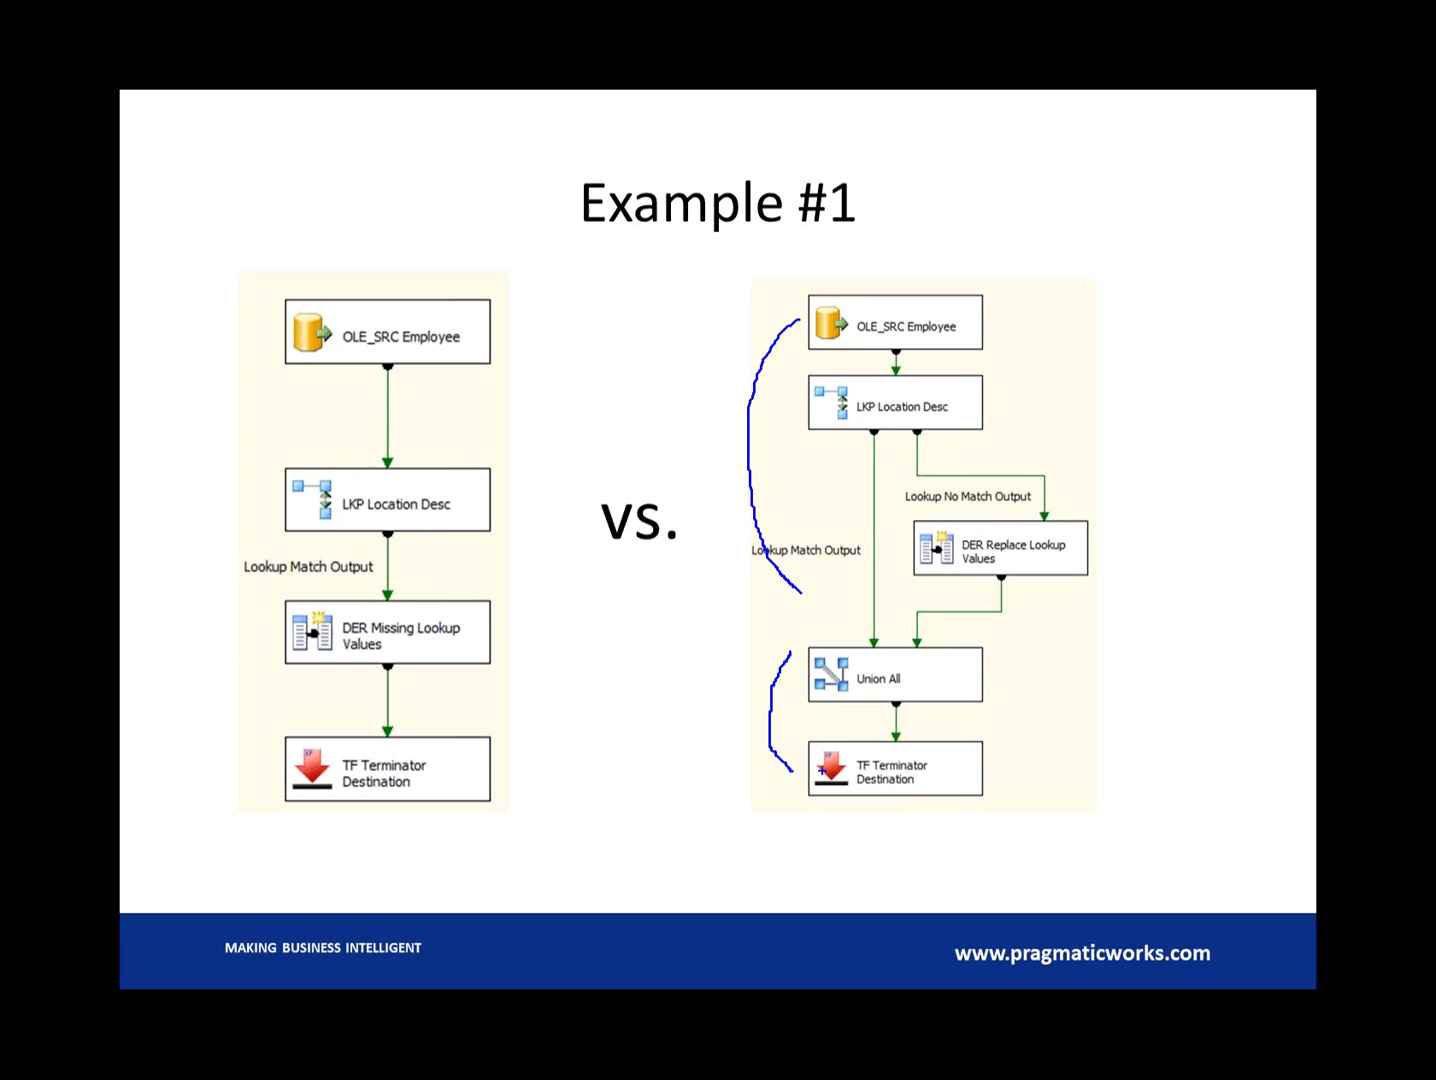 Example #1
OLE_SRC Employee
LKP Location Desc
Lookup Match Output
DER Missing Lookup
Values
TF Terminator
Destination
vs.
OLE_SRC Employee
LKP Location Desc
Lookup No Match Output
DER Replace Lookup
Values
Lookup Match Output
Union All
TF Terminator
Destination
MAKING BUSINESS INTELLIGENT
www.pragmaticworks.com